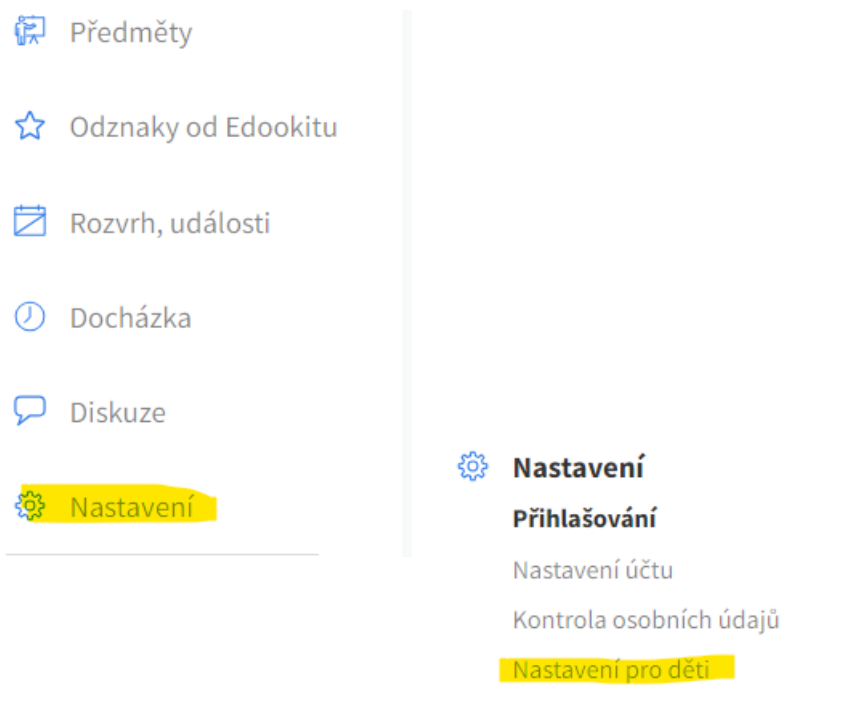 Předměty
Odznaky od Edookitu
Rozvrh, události
Docházka
Diskuze
Nastavení
Nastavení
Přihlašování
Nastavení účtu
Kontrola osobních údajů
Nastavení pro děti